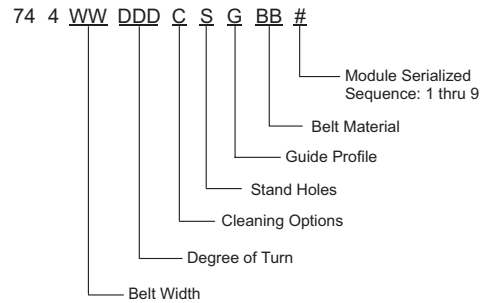 74 4 WW DDD C S G BB #
Module Serialized
Sequence: 1 thru 9
Belt Material
Guide Profile
Stand Holes
Cleaning Options
Degree of Turn
Belt Width